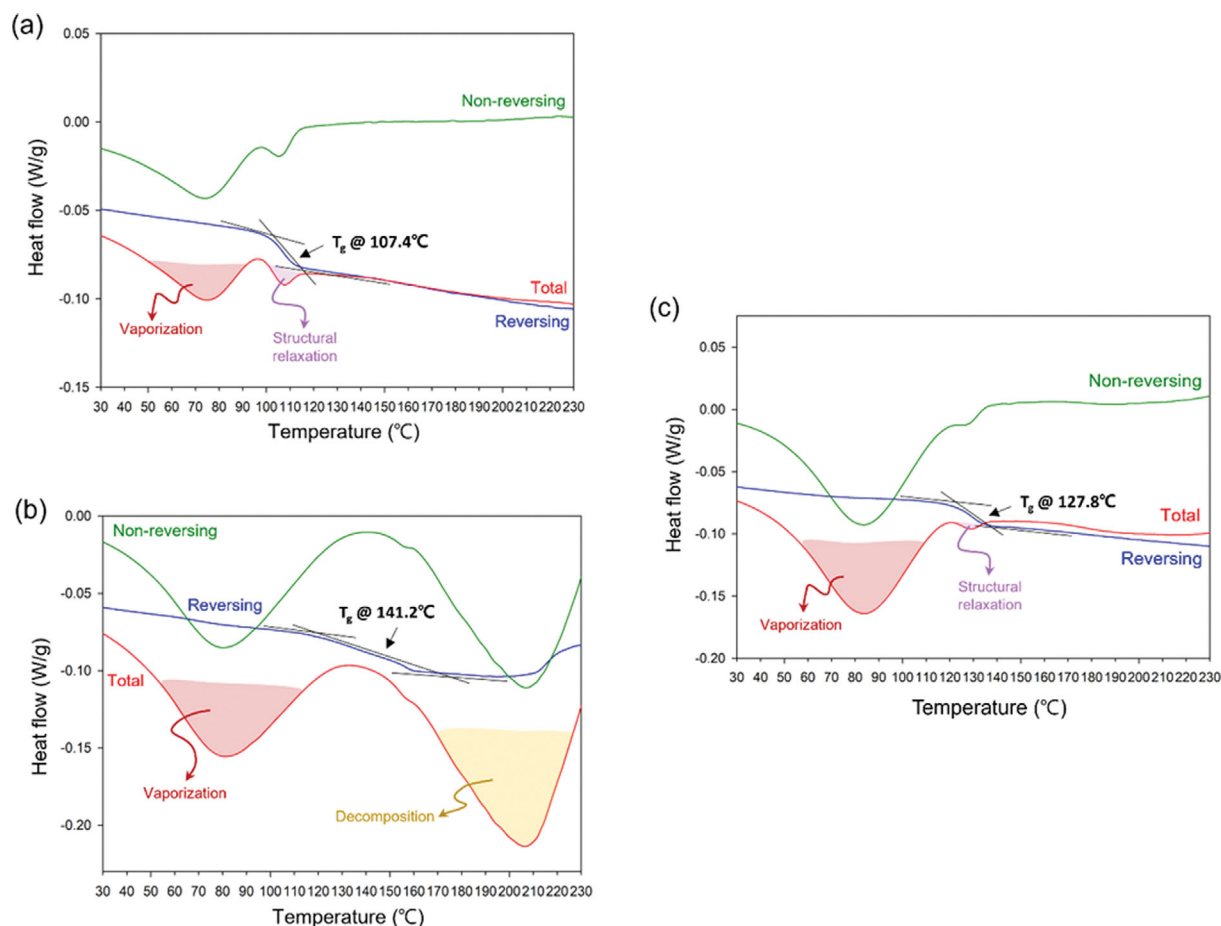 (a)
0.05
0.00
-0.05
-0.10
-0.15
Heat flow (W/g)
Non-reversing
Tg @ 107.4℃
Total
Reversing
Vaporization
Structural
relaxation
30 40 50 60 70 80 90 100 110 120 130 140 150 160 170 180 190 200 210 220 230
Temperature (℃)
(b)
0.00
-0.05
-0.10
-0.15
-0.20
Heat flow (W/g)
Non-reversing
Reversing
Tg @ 141.2℃
Total
Vaporization
Decomposition
30 40 50 60 70 80 90 100 110 120 130 140 150 160 170 180 190 200 210 220 230
Temperature (℃)
(c)
0.05
0.00
-0.05
-0.10
-0.15
-0.20
Heat flow (W/g)
Non-reversing
Tg @ 127.8℃
Total
Reversing
Structural
relaxation
Vaporization
30 40 50 60 70 80 90 100 110 120 130 140 150 160 170 180 190 200 210 220 230
Temperature (℃)